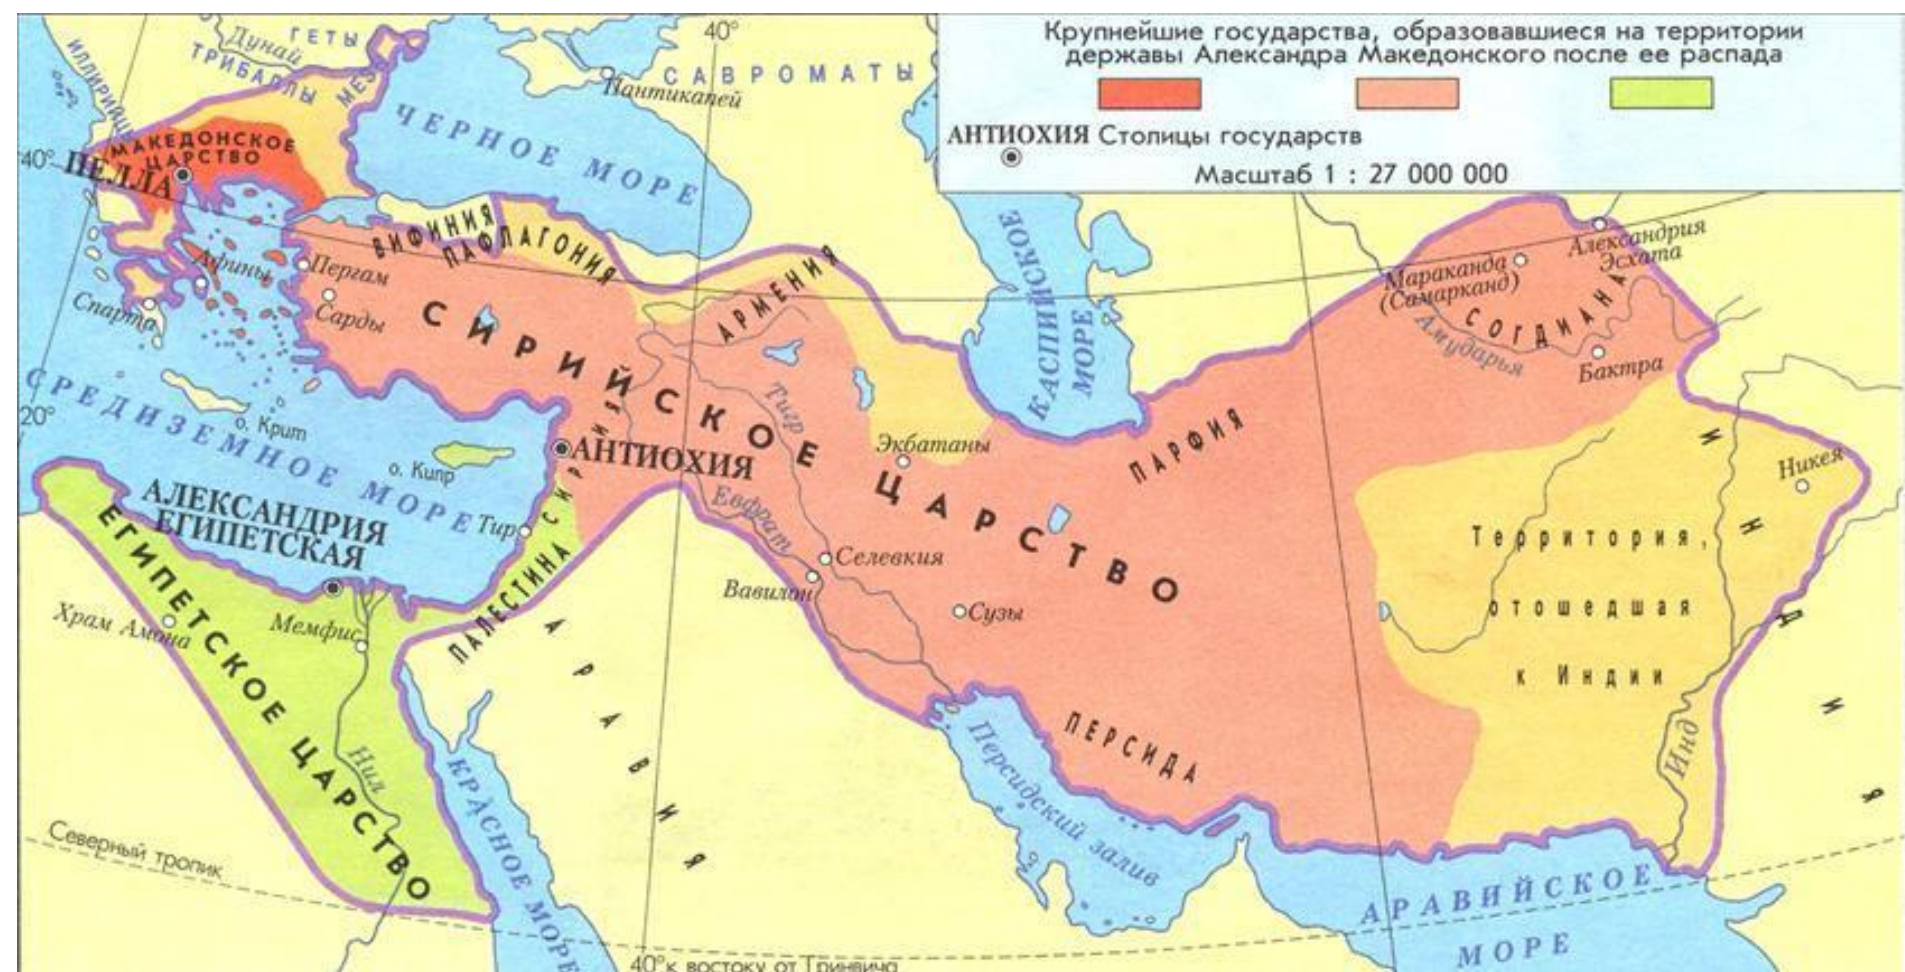 Крупнейшие государства, образовавшиеся на территории
державы Александра Македонского после ее распада
АНТИОХИЯ Столицы государств
Масштаб 1 : 27 000 000
ИЛЛИРИЙЦЫ
Дунай
ГЕТЫ
ТРИБАЛЛЫ
40°
САВРОМАТЫ
Пантикапей
ЧЕРНОЕ МОРЕ
МАКЕДОНСКОЕ
ЦАРСТВО
40°
ПЕЛЛА
ВИФИНИЯ
ПАФЛАГОНИЯ
АРМЕНИЯ
КАСПИЙСКОЕ
МОРЕ
Александрия
Эсхата
Мараканда
(Самарканд)
СОГДИАНА
Амударья
Бактра
Афины
Спарта
Пергам
Сарды
СИРИЙСКОЕ ЦАРСТВО
Тигр
СРЕДИЗЕМНОЕ МОРЕ
20°
о. Крит
о. Кипр
Экбатаны
ПАРФИЯ
АНТИОХИЯ
СИРИЯ
АЛЕКСАНДРИЯ
ЕГИПЕТСКАЯ
Тир
Евфрат
Никея
ИНДИЯ
Территория,
отошедшая
к Индии
Селевкия
Вавилон
Сузы
ПАЛЕСТИНА
ЕГИПЕТСКОЕ ЦАРСТВО
Храм Амона
Мемфис
АРАВИЯ
ПЕРСИДА
Персидский залив
Инд
Нил
КРАСНОЕ МОРЕ
Северный тропик
АРАВИЙСКОЕ
МОРЕ
40° к востоку от Гринвича